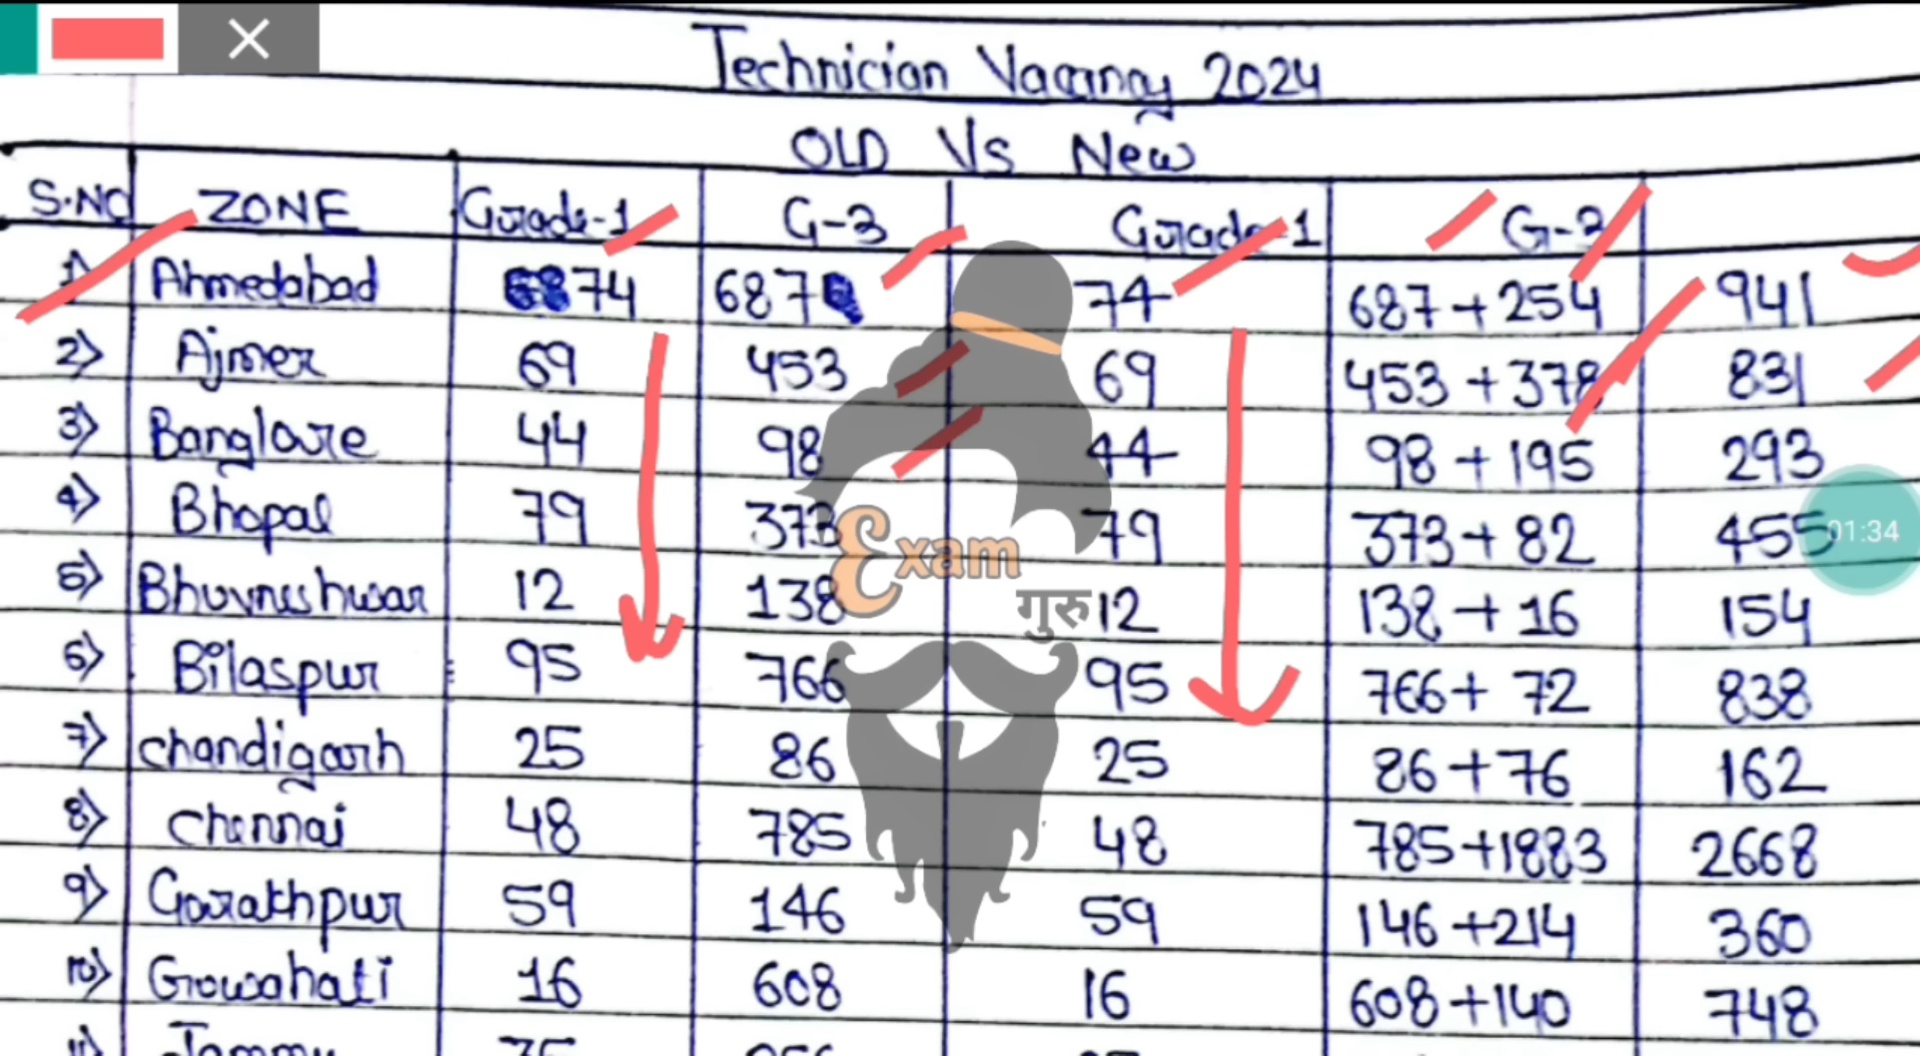 Technician Vacancy 2024
OLD Vs New
S.NO ZONE Grade-1 G-3 Grade-1 G-3
1) Ahmedabad 74 687 74 687+254 941
2) Ajmer 69 453 69 453+378 831
3) Banglore 44 98 44 98+195 293
4) Bhopal 79 373 79 373+82 455
5) Bhuvneshwar 12 138 12 138+16 154
6) Bilaspur 95 766 95 766+72 838
7) chandigarh 25 86 25 86+76 162
8) chennai 48 785 48 785+1883 2668
9) Gorakhpur 59 146 59 146+214 360
10) Gowahati 16 608 16 608+140 748
11) Jammu
Exam
गुरु
01:34